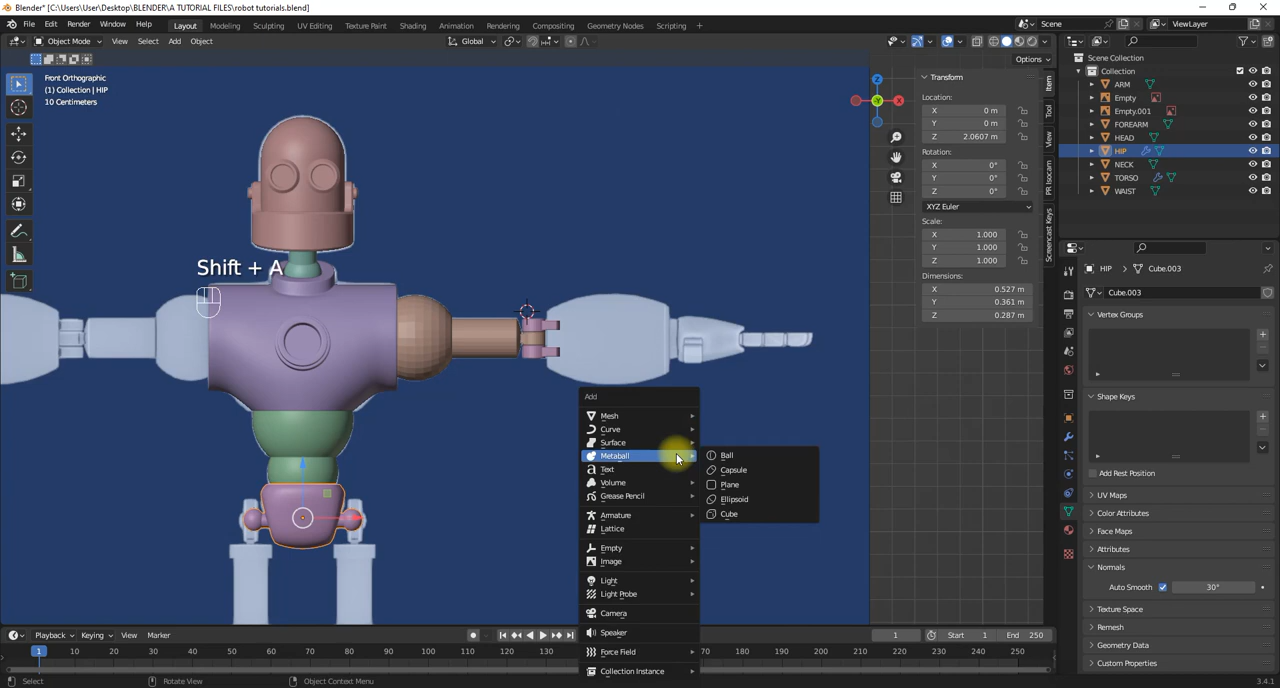 Blender* [C:\Users\User\Desktop\BLENDER\A TUTORIAL FILES\robot tutorials.blend]
File Edit Render Window Help Layout Modeling Sculpting UV Editing Texture Paint Shading Animation Rendering Compositing Geometry Nodes Scripting + Scene ViewLayer
Object Mode View Select Add Object Global
Options
Front Orthographic
(1) Collection | HIP
10 Centimeters
Shift + A
Z
X
Y
Add
Mesh
Curve
Surface
Metaball
Text
Volume
Grease Pencil
Armature
Lattice
Empty
Image
Light
Light Probe
Camera
Speaker
Force Field
Collection Instance
Ball
Capsule
Plane
Ellipsoid
Cube
Transform
Location:
X 0 m
Y 0 m
Z 2.0607 m
Rotation:
X 0°
Y 0°
Z 0°
XYZ Euler
Scale:
X 1.000
Y 1.000
Z 1.000
Dimensions:
X 0.527 m
Y 0.361 m
Z 0.287 m
Item
Tool
View
PR Isocam
Screencast Keys
Scene Collection
Collection
ARM
Empty
Empty.001
FOREARM
HEAD
HIP
NECK
TORSO
WAIST
HIP > Cube.003
Cube.003
Vertex Groups
Shape Keys
Add Rest Position
UV Maps
Color Attributes
Face Maps
Attributes
Normals
Auto Smooth 30°
Texture Space
Remesh
Geometry Data
Custom Properties
Playback Keying View Marker 1 Start 1 End 250
1 10 20 30 40 50 60 70 80 90 100 110 120 130 70 180 190 200 210 220 230 240 250
Select Rotate View Object Context Menu 3.4.1